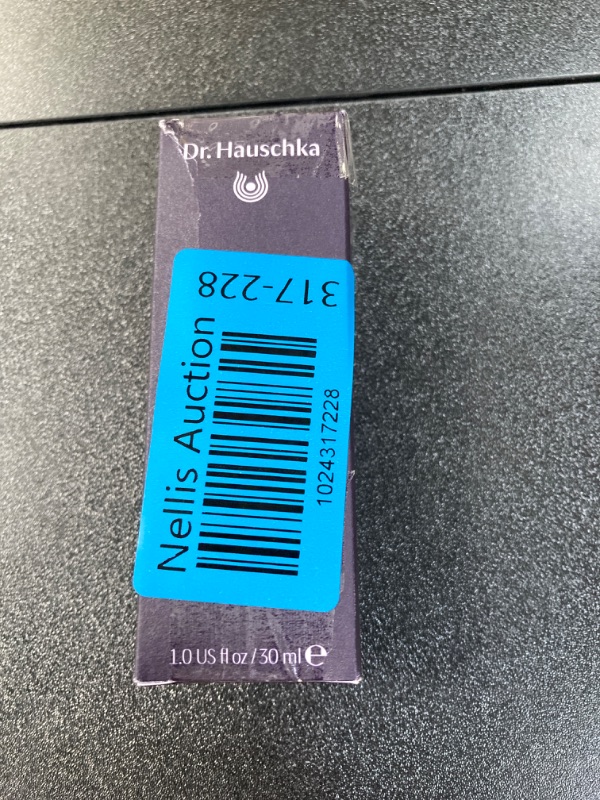 Dr. Hauschka
317-228
Nellis Auction
1024317228
1.0 US fl oz/30 ml ℮